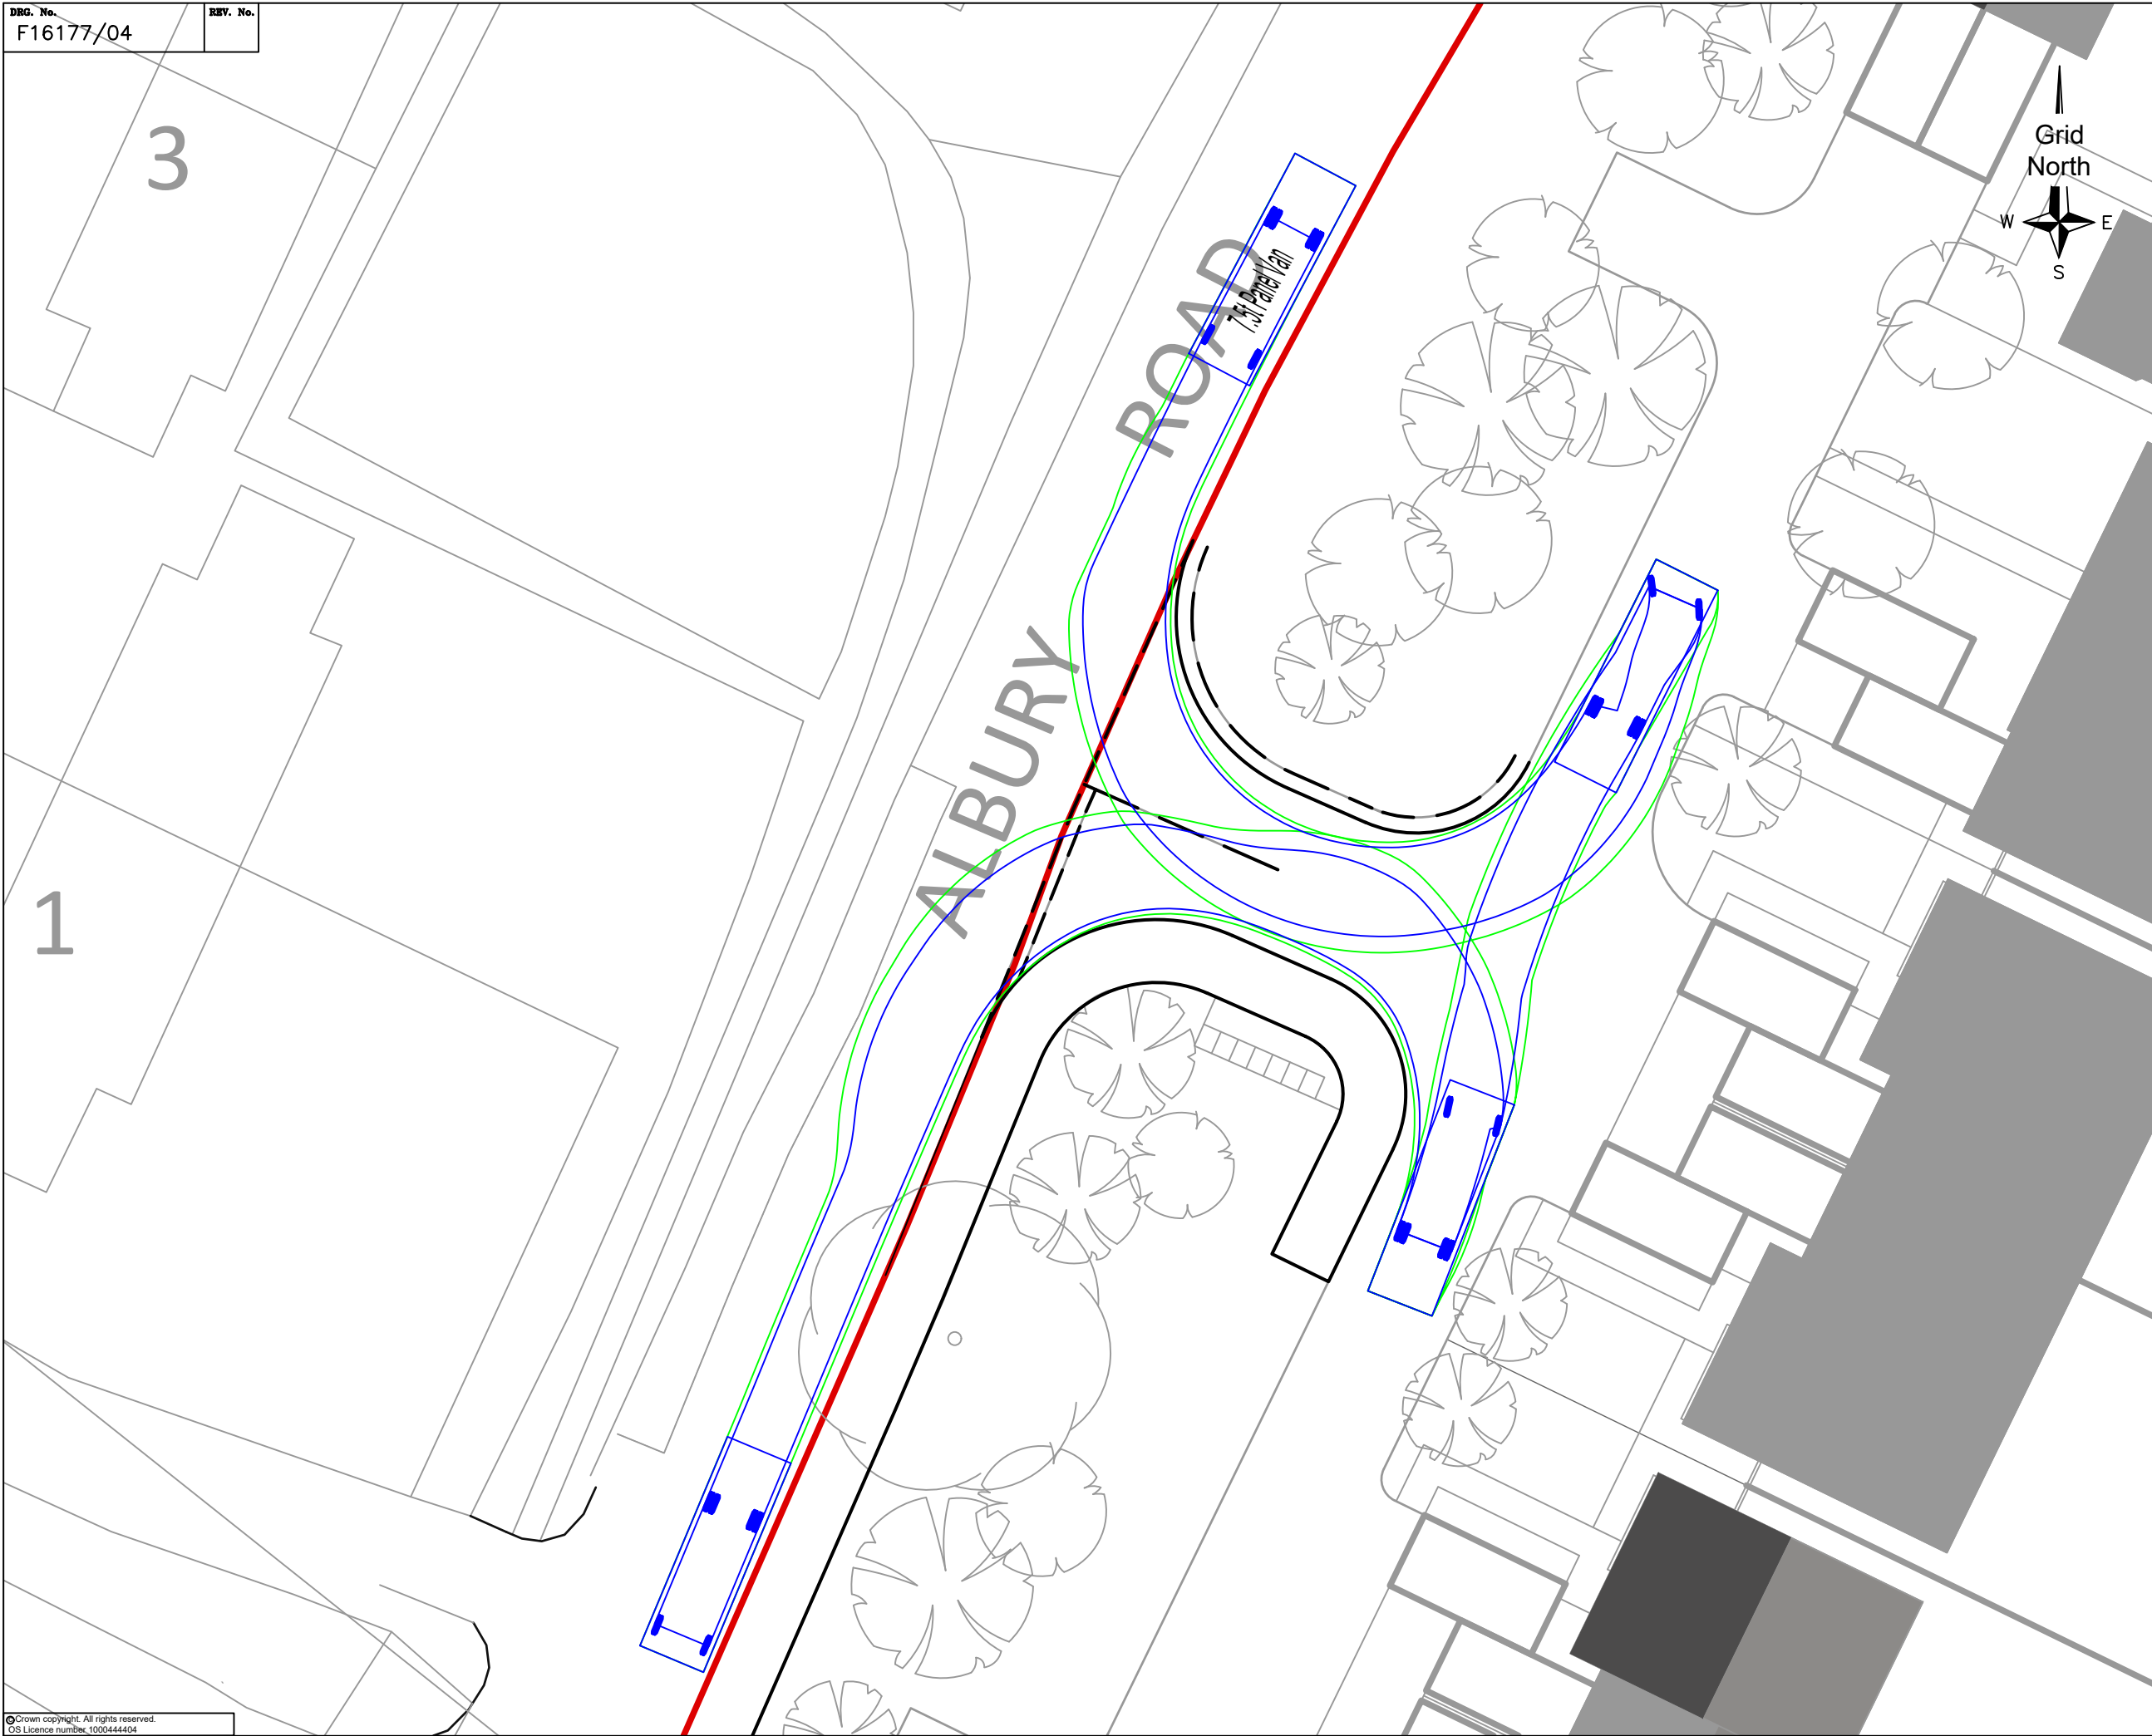 DRG. No.
REV. No.
F16177/04
3
Grid
North
W
E
S
7.5t Panel Van
ALBURY ROAD
1
©Crown copyright. All rights reserved.
OS Licence number 1000444404